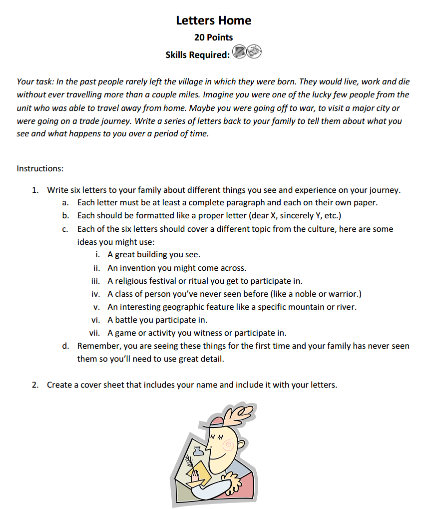 Letters Home
20 Points
Skills Required:
Your task: In the past people rarely left the village in which they were born. They would live, work and die
without ever travelling more than a couple miles. Imagine you were one of the lucky few people from the
unit who was able to travel away from home. Maybe you were going off to war, to visit a major city or
were going on a trade journey. Write a series of letters back to your family to tell them about what you
see and what happens to you over a period of time.
Instructions:
1. Write six letters to your family about different things you see and experience on your journey.
a. Each letter must be at least a complete paragraph and each on their own paper.
b. Each should be formatted like a proper letter (dear X, sincerely Y, etc.)
c. Each of the six letters should cover a different topic from the culture, here are some
ideas you might use:
i. A great building you see.
ii. An invention you might come across.
iii. A religious festival or ritual you get to participate in.
iv. A class of person you've never seen before (like a noble or warrior.)
v. An interesting geographic feature like a specific mountain or river.
vi. A battle you participate in.
vii. A game or activity you witness or participate in.
d. Remember, you are seeing these things for the first time and your family has never seen
them so you'll need to use great detail.
2. Create a cover sheet that includes your name and include it with your letters.